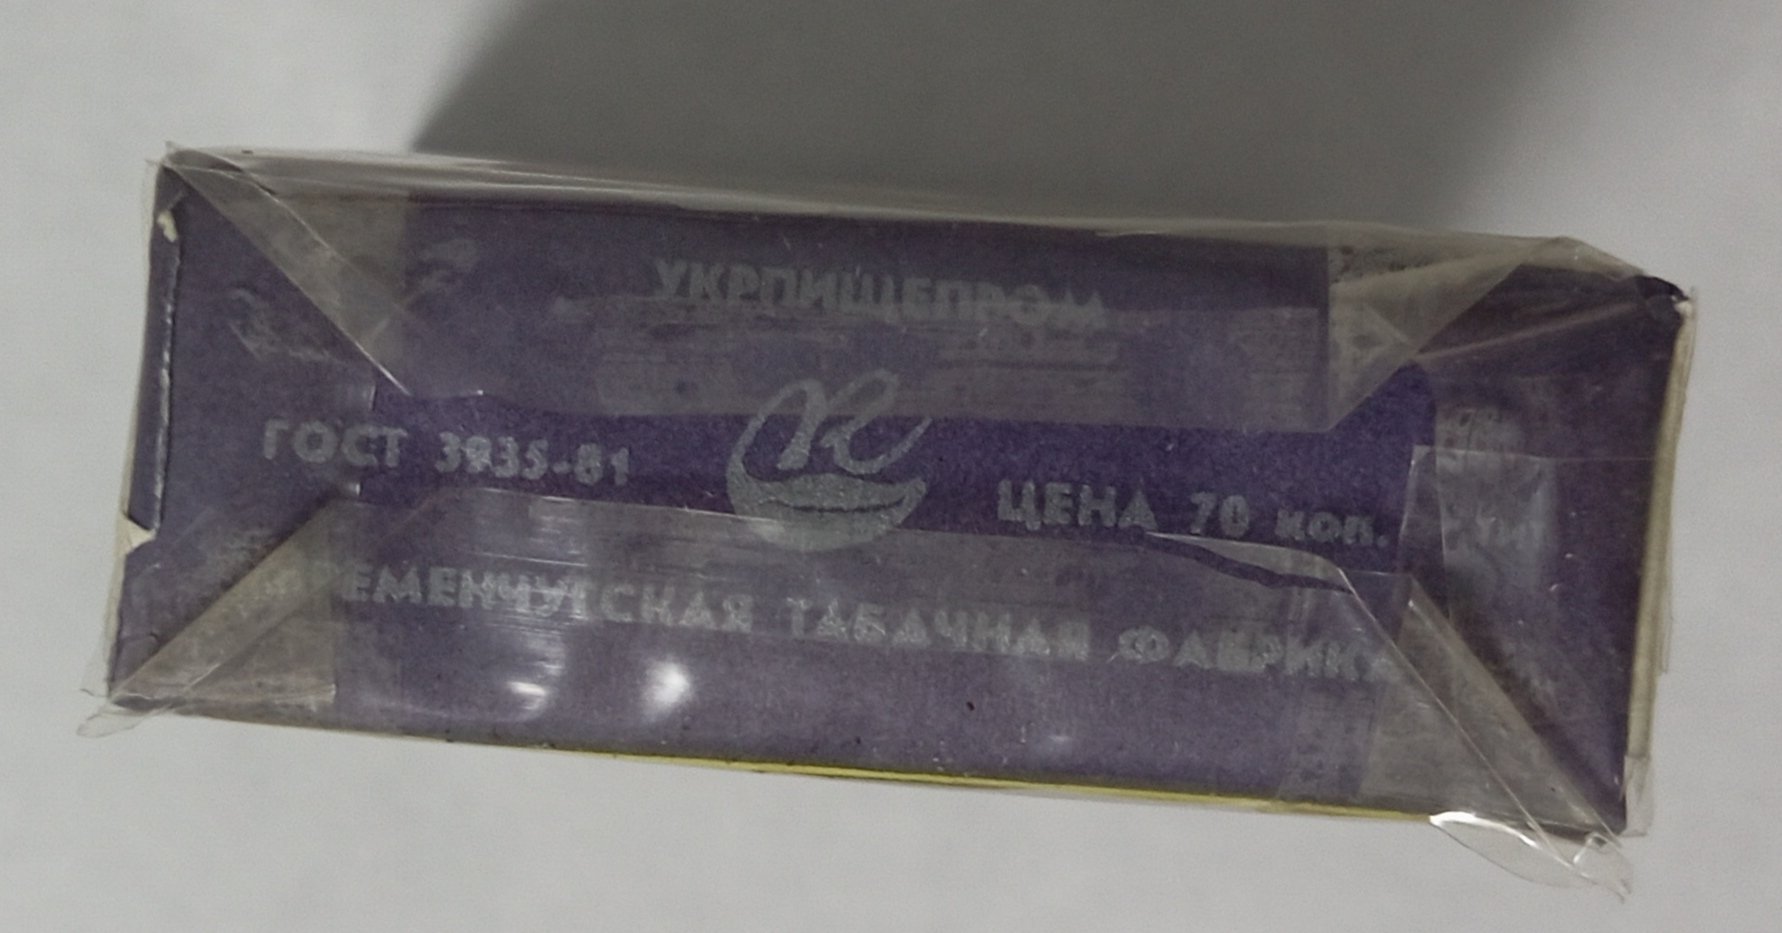 УКРПИЩЕПРОМ
ГОСТ 3935-81
ЦЕНА 70 коп.
КРЕМЕНЧУГСКАЯ ТАБАЧНАЯ ФАБРИКА